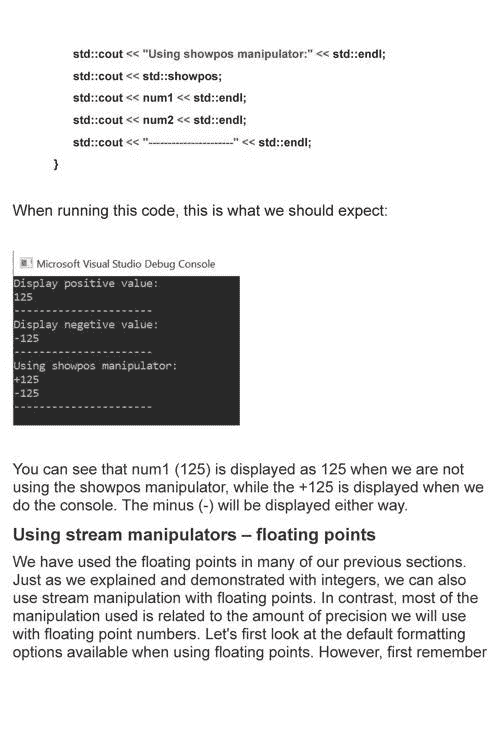 std::cout << "Using showpos manipulator:" << std::endl;
std::cout << std::showpos;
std::cout << num1 << std::endl;
std::cout << num2 << std::endl;
std::cout << "----------------------" << std::endl;
}
When running this code, this is what we should expect:
Microsoft Visual Studio Debug Console
Display positive value:
125
----------------------
Display negetive value:
-125
----------------------
Using showpos manipulator:
+125
-125
----------------------
You can see that num1 (125) is displayed as 125 when we are not
using the showpos manipulator, while the +125 is displayed when we
do the console. The minus (-) will be displayed either way.
Using stream manipulators – floating points
We have used the floating points in many of our previous sections.
Just as we explained and demonstrated with integers, we can also
use stream manipulation with floating points. In contrast, most of the
manipulation used is related to the amount of precision we will use
with floating point numbers. Let's first look at the default formatting
options available when using floating points. However, first remember